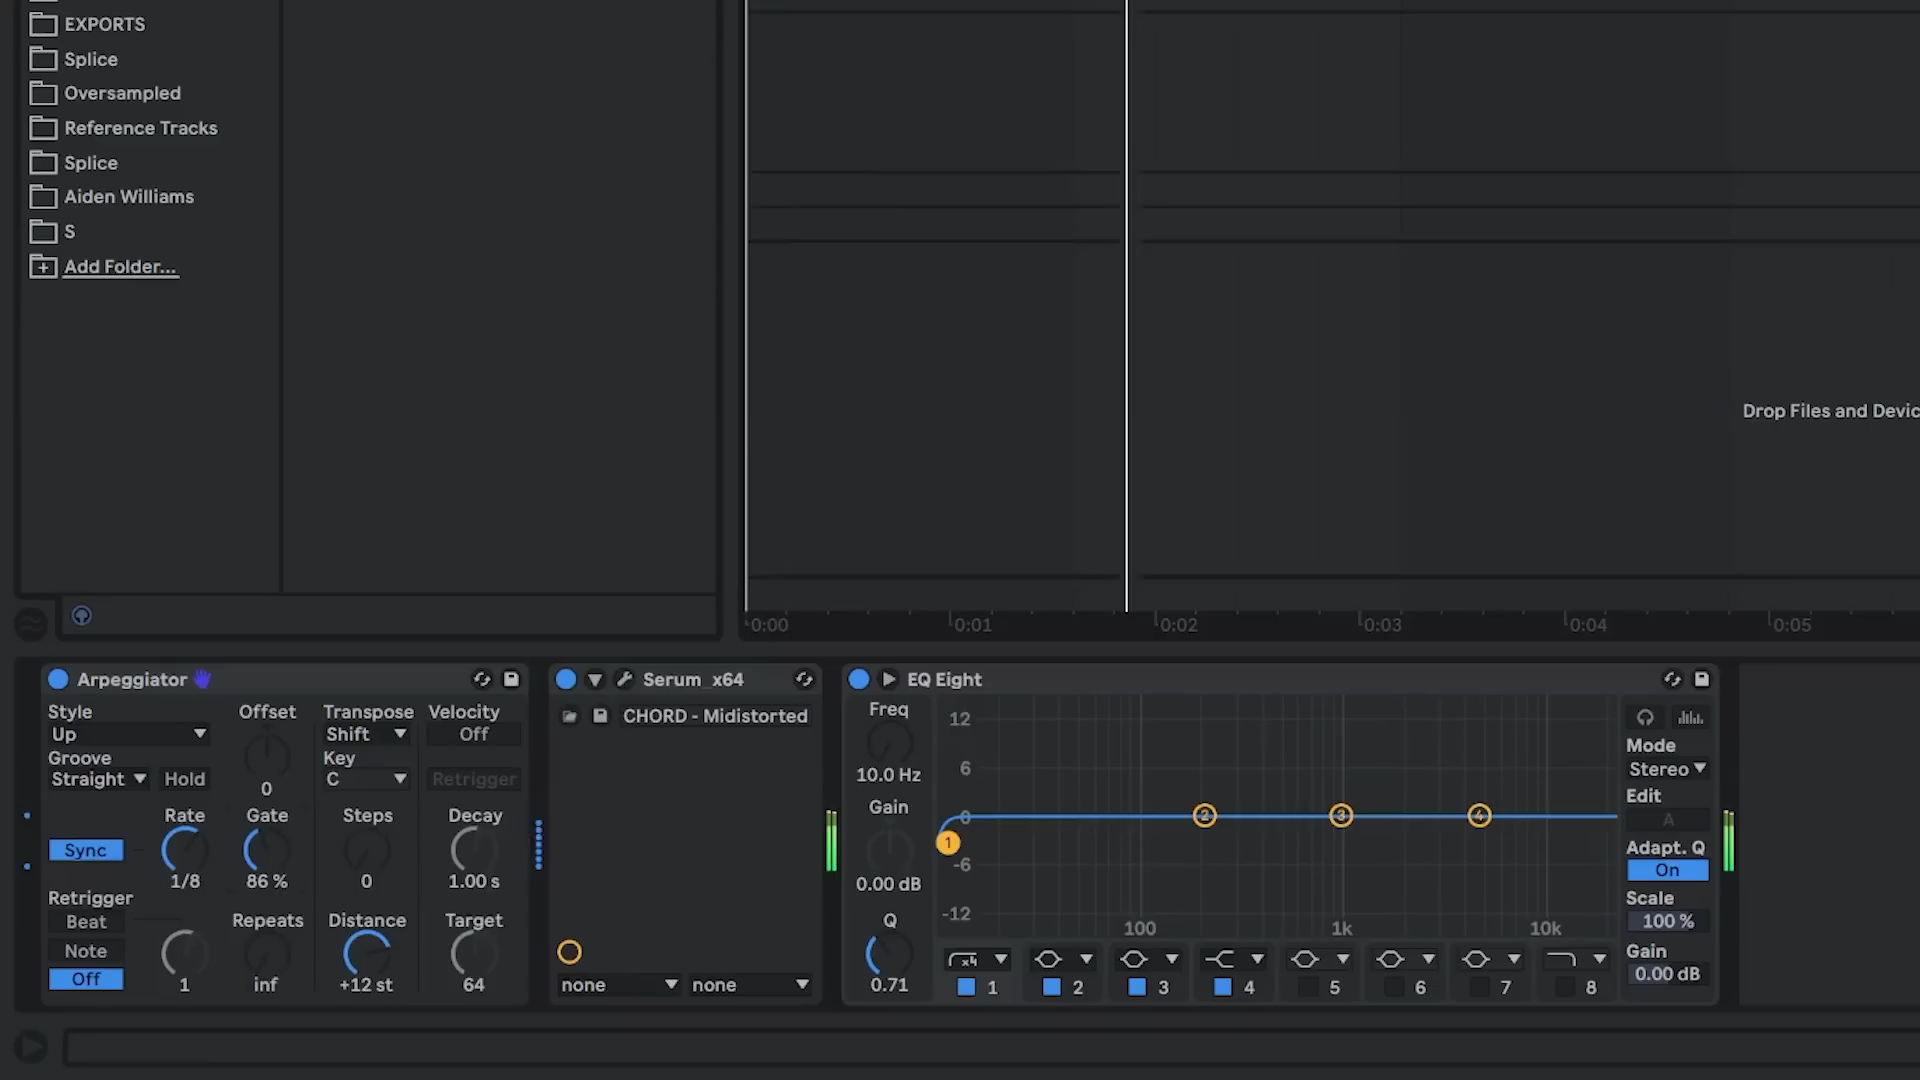 EXPORTS
Splice
Oversampled
Reference Tracks
Splice
Aiden Williams
S
Add Folder...
Drop Files and Devic
0:00 0:01 0:02 0:03 0:04 0:05
Arpeggiator
Style
Up
Groove
Straight Hold
Offset
0
Transpose
Shift
Key
C
Velocity
Off
Retrigger
Sync
Rate
1/8
Gate
86 %
Steps
0
Decay
1.00 s
Retrigger
Beat
Note
Off
1
Repeats
inf
Distance
+12 st
Target
64
Serum_x64
CHORD - Midistorted
none none
EQ Eight
Freq
10.0 Hz
Gain
0.00 dB
Q
0.71
12
6
0
-6
-12
1 2 3 4
100 1k 10k
x4
1 2 3 4 5 6 7 8
Mode
Stereo
Edit
A
Adapt. Q
On
Scale
100 %
Gain
0.00 dB